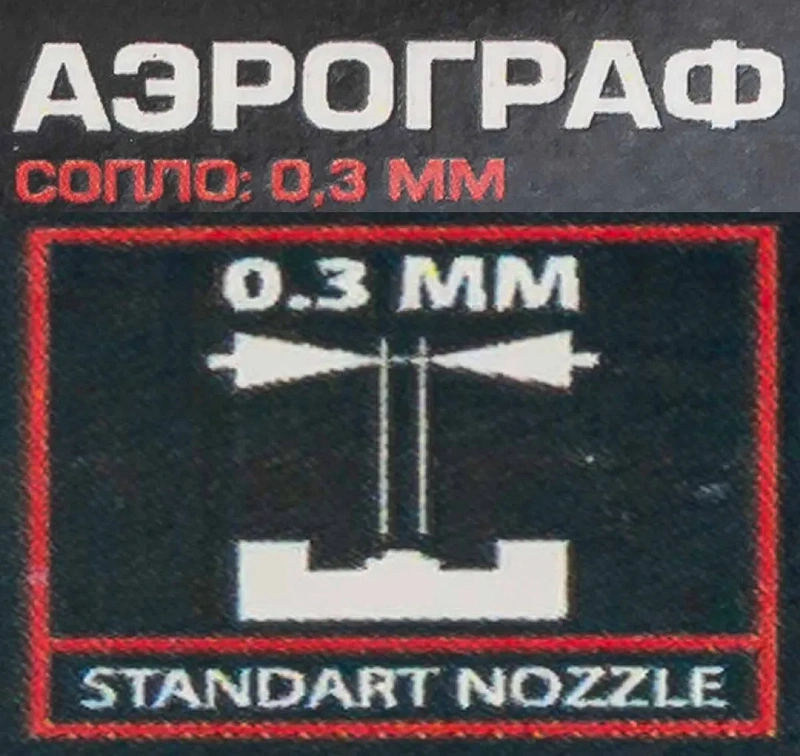 АЭРОГРАФ
СОПЛО: 0,3 ММ
0.3 MM
STANDART NOZZLE